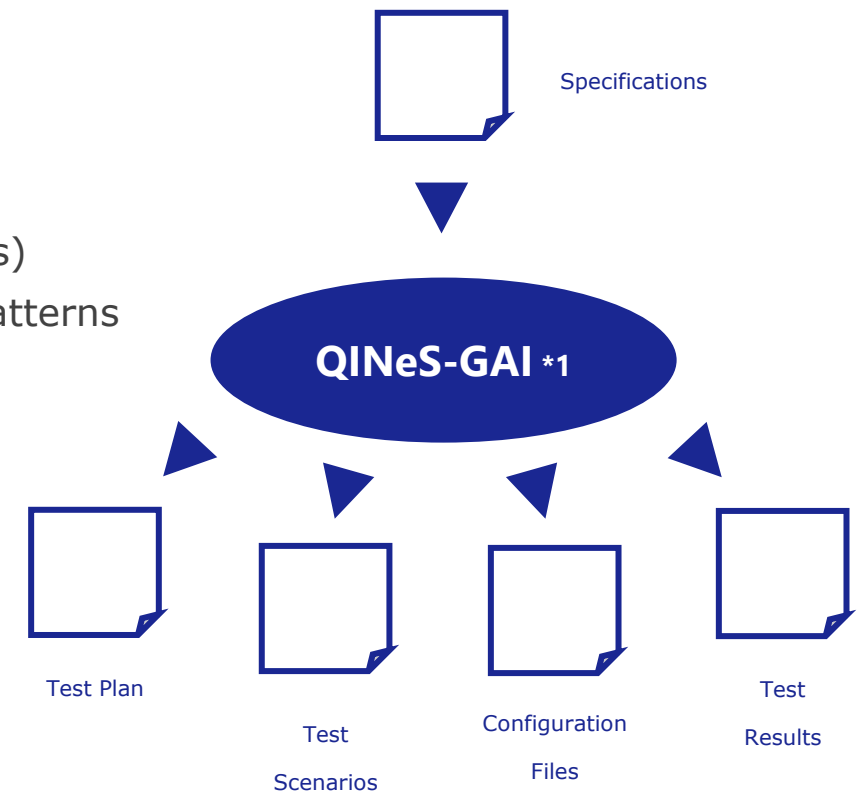 Specifications
s)
atterns
QINeS-GAI *1
Test Plan
Test
Scenarios
Configuration
Files
Test
Results